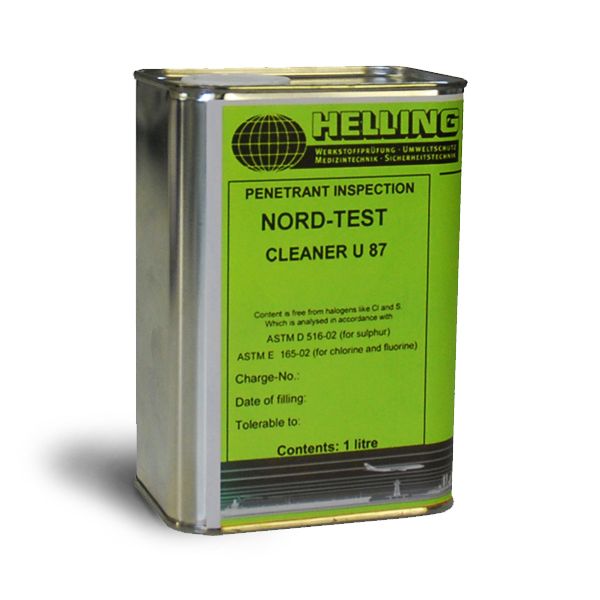 HELLING
WERKSTOFFPRÜFUNG · UMWELTSCHUTZ
MEDIZINTECHNIK · SICHERHEITSTECHNIK
PENETRANT INSPECTION
NORD-TEST
CLEANER U 87
Content is free from halogens like Cl and S.
Which is analysed in accordance with
ASTM D 516-02 (for sulphur)
ASTM E 165-02 (for chlorine and fluorine)
Charge-No.:
Date of filling:
Tolerable to:
Contents: 1 litre